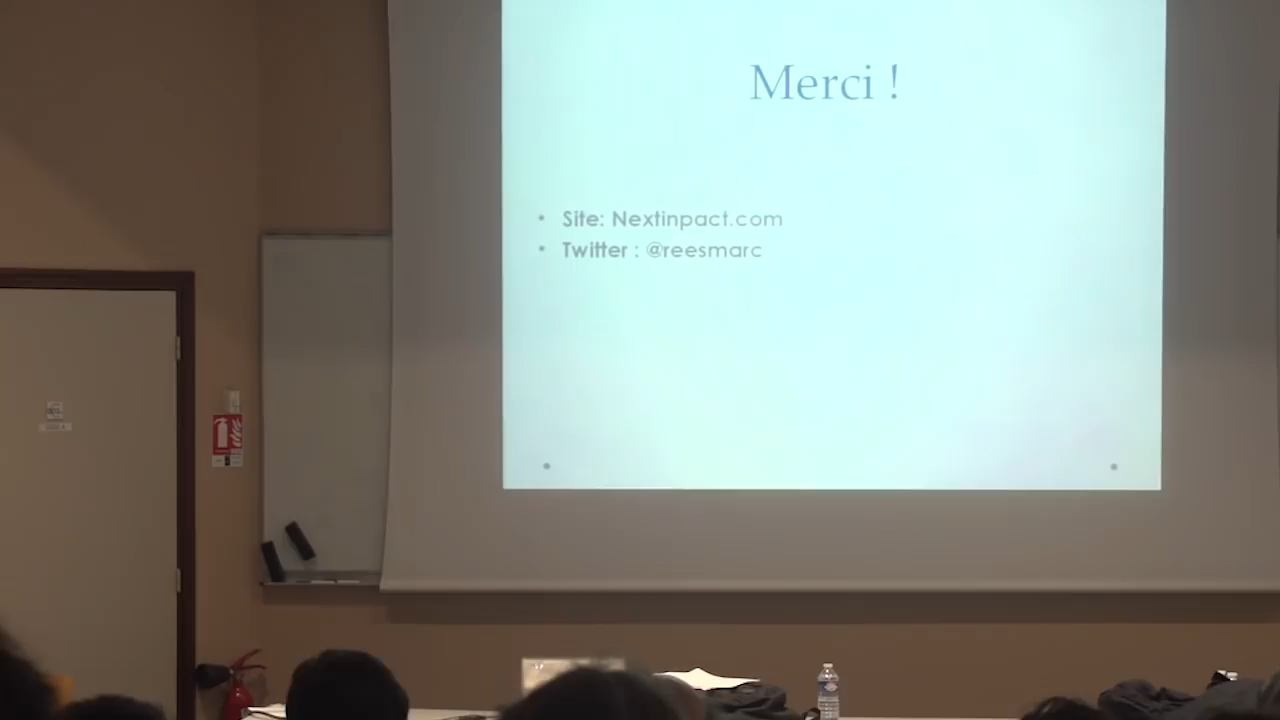 Merci !
• Site: Nextinpact.com
• Twitter : @reesmarc